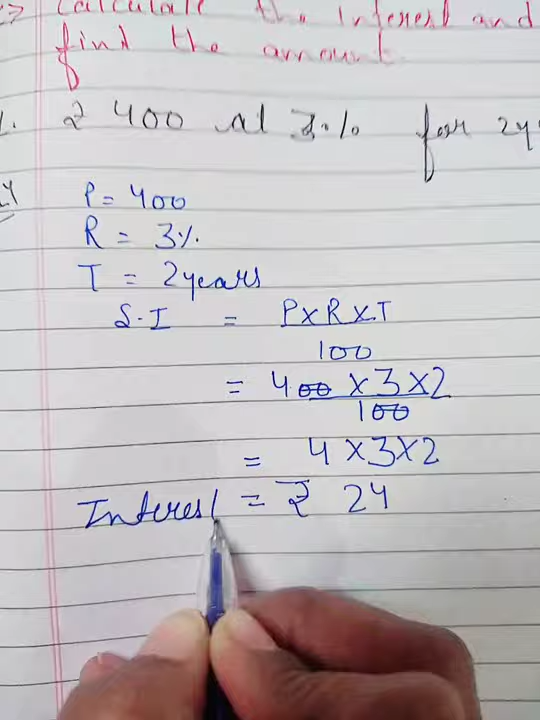 Calculate the interest and
find the amount.
1. ₹ 400 at 3% for 2y
P = 400
R = 3%
T = 2 years
S.I = P×R×T
100
= 400 × 3 × 2
100
= 4 × 3 × 2
Interest = ₹ 24